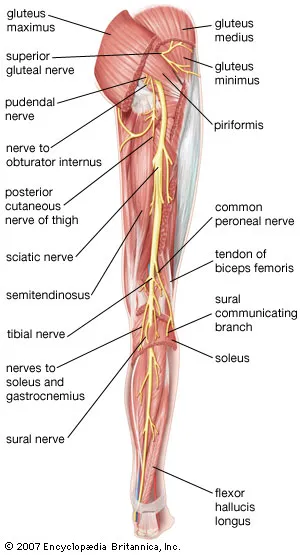 gluteus
maximus
superior
gluteal nerve
pudendal
nerve
nerve to
obturator internus
posterior
cutaneous
nerve of thigh
sciatic nerve
semitendinosus
tibial nerve
nerves to
soleus and
gastrocnemius
sural nerve
gluteus
medius
gluteus
minimus
piriformis
common
peroneal nerve
tendon of
biceps femoris
sural
communicating
branch
soleus
flexor
hallucis
longus
© 2007 Encyclopædia Britannica, Inc.